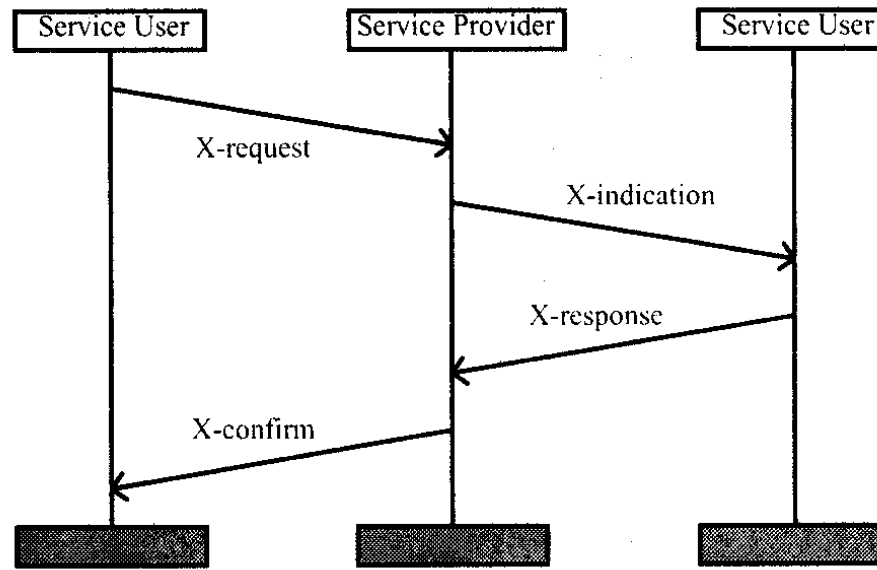 Service User
Service Provider
Service User
X-request
X-indication
X-response
X-confirm